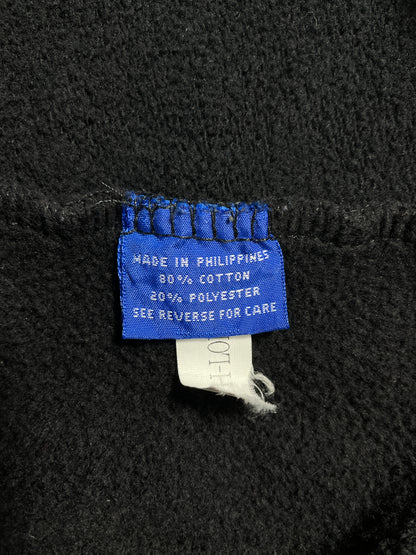 MADE IN PHILIPPINES
80% COTTON
20% POLYESTER
SEE REVERSE FOR CARE